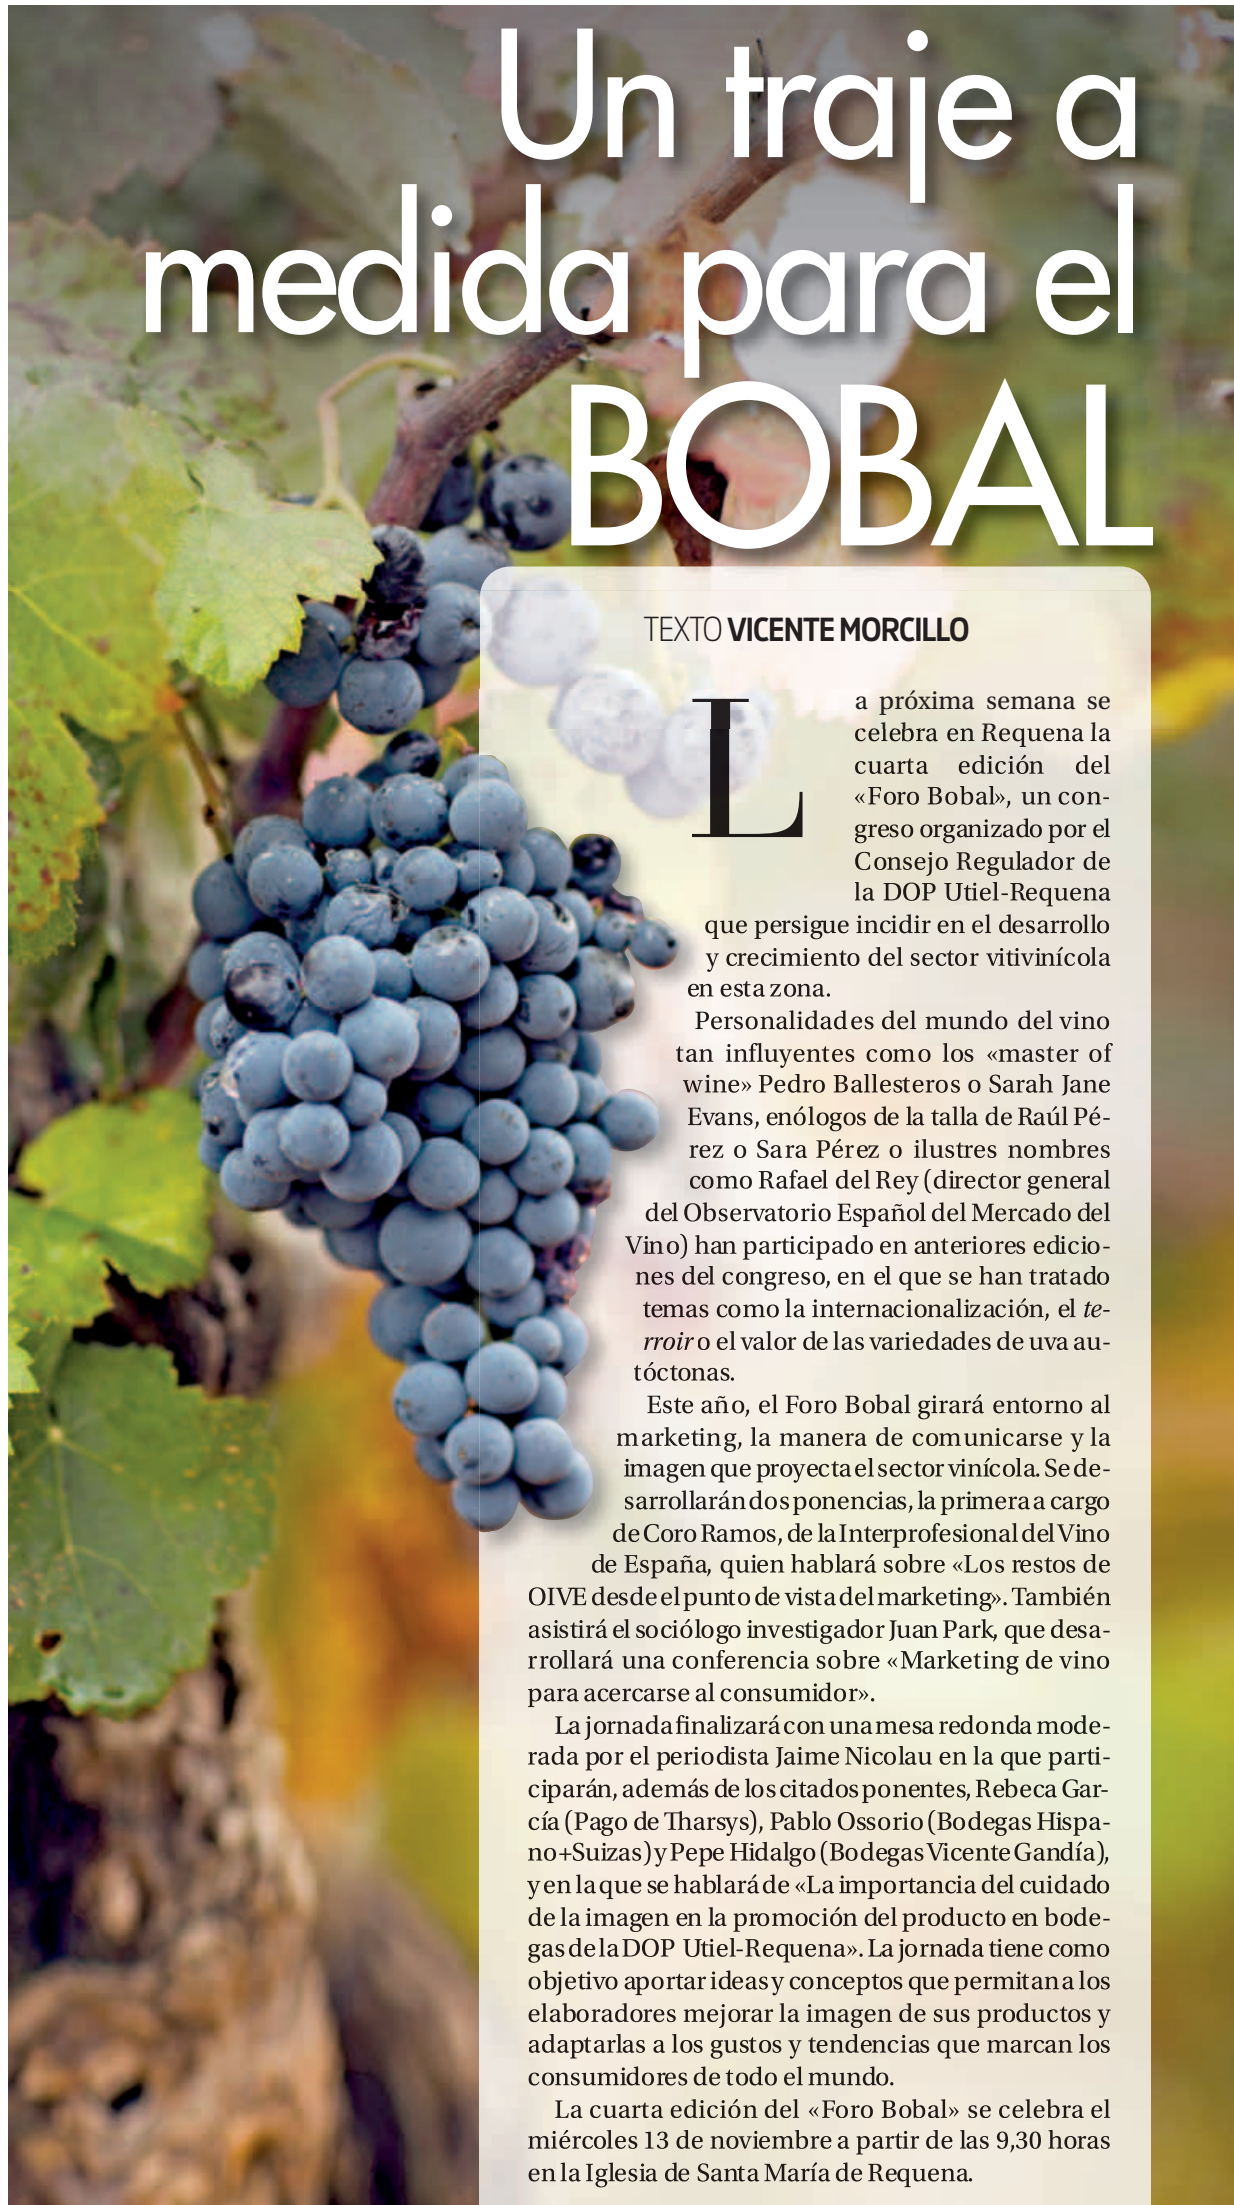 Un traje a
medida para el
BOBAL
TEXTO VICENTE MORCILLO
La próxima semana se
celebra en Requena la
cuarta edición del
«Foro Bobal», un con-
greso organizado por el
Consejo Regulador de
la DOP Utiel-Requena
que persigue incidir en el desarrollo
y crecimiento del sector vitivinícola
en esta zona.
Personalidades del mundo del vino
tan influyentes como los «master of
wine» Pedro Ballesteros o Sarah Jane
Evans, enólogos de la talla de Raúl Pé-
rez o Sara Pérez o ilustres nombres
como Rafael del Rey (director general
del Observatorio Español del Mercado del
Vino) han participado en anteriores edicio-
nes del congreso, en el que se han tratado
temas como la internacionalización, el te-
rroir o el valor de las variedades de uva au-
tóctonas.
Este año, el Foro Bobal girará entorno al
marketing, la manera de comunicarse y la
imagen que proyecta el sector vinícola. Se de-
sarrollarán dos ponencias, la primera a cargo
de Coro Ramos, de la Interprofesional del Vino
de España, quien hablará sobre «Los restos de
OIVE desde el punto de vista del marketing». También
asistirá el sociólogo investigador Juan Park, que desa-
rrollará una conferencia sobre «Marketing de vino
para acercarse al consumidor».
La jornada finalizará con una mesa redonda mode-
rada por el periodista Jaime Nicolau en la que parti-
ciparán, además de los citados ponentes, Rebeca Gar-
cía (Pago de Tharsys), Pablo Ossorio (Bodegas Hispa-
no+Suizas) y Pepe Hidalgo (Bodegas Vicente Gandía),
y en la que se hablará de «La importancia del cuidado
de la imagen en la promoción del producto en bode-
gas de la DOP Utiel-Requena». La jornada tiene como
objetivo aportar ideas y conceptos que permitan a los
elaboradores mejorar la imagen de sus productos y
adaptarlas a los gustos y tendencias que marcan los
consumidores de todo el mundo.
La cuarta edición del «Foro Bobal» se celebra el
miércoles 13 de noviembre a partir de las 9,30 horas
en la Iglesia de Santa María de Requena.